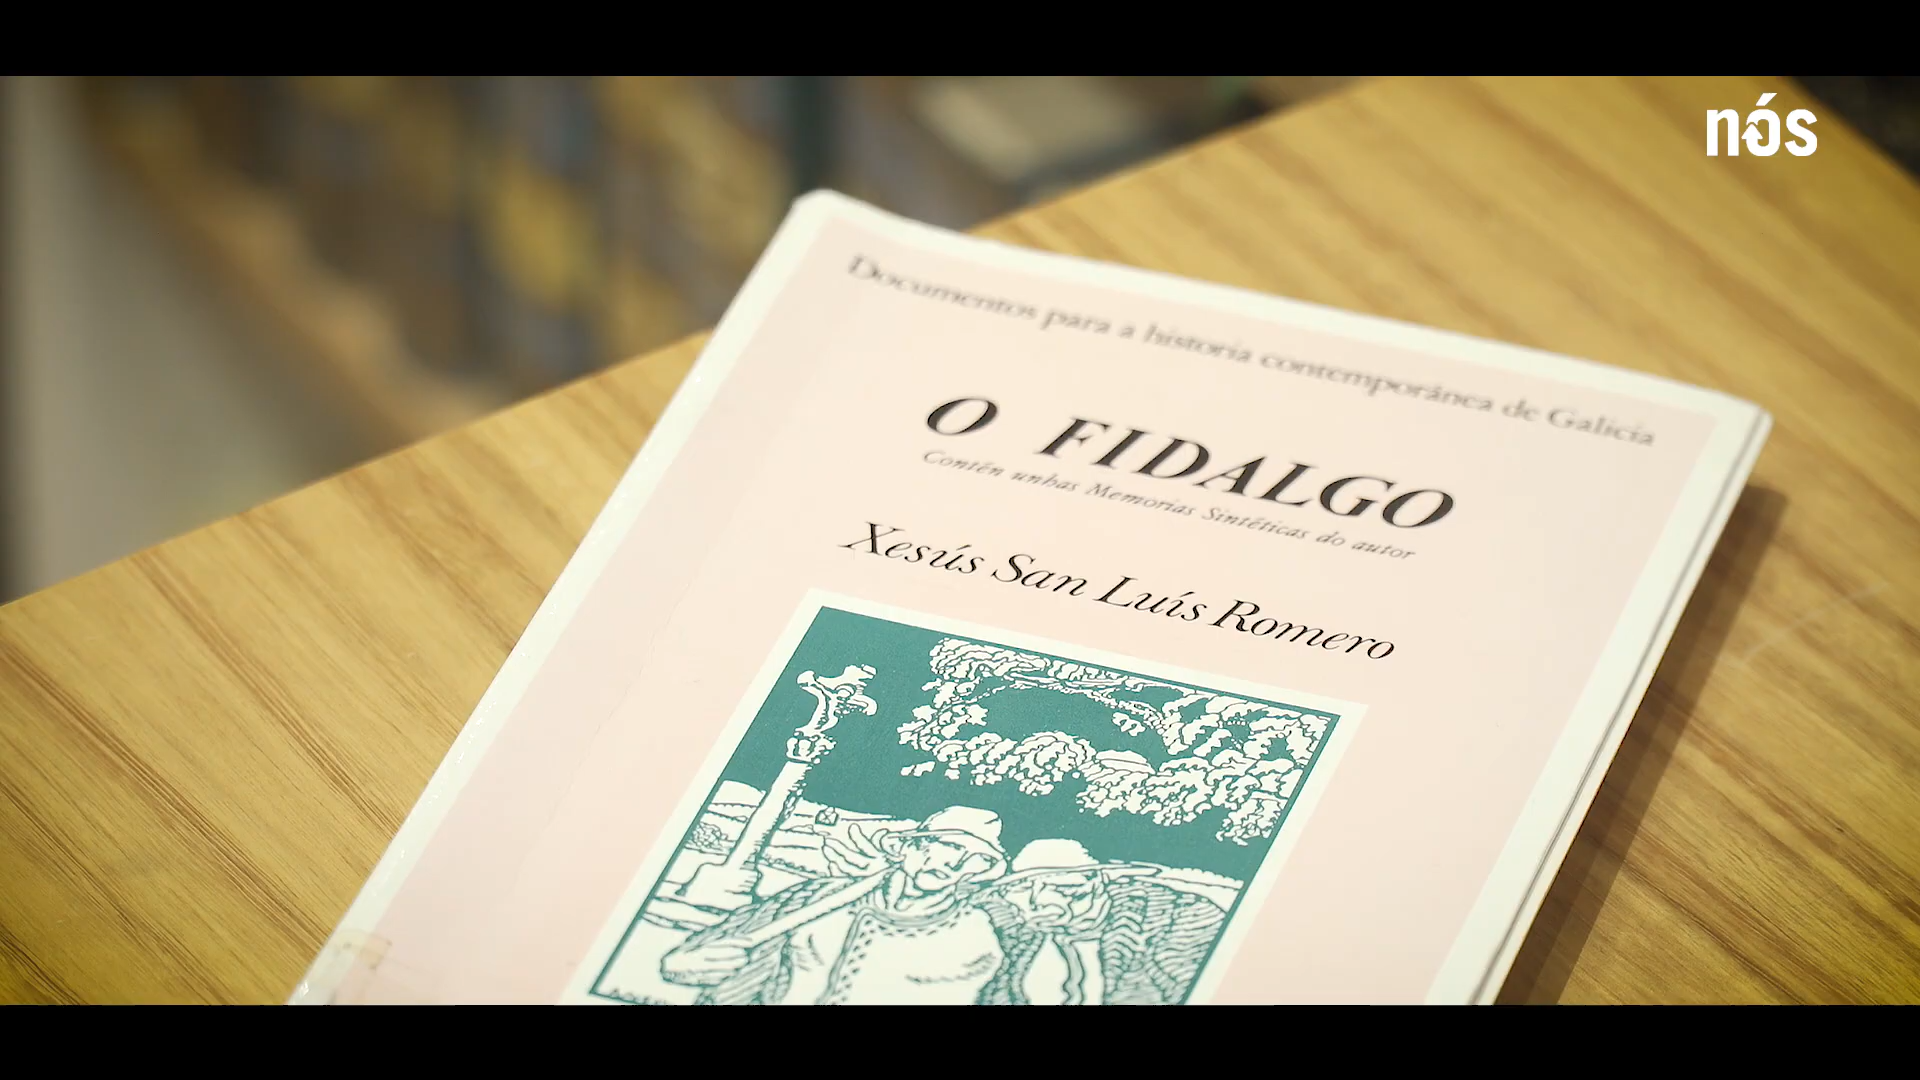 nós
Documentos para a historia contemporánea de Galicia
O FIDALGO
Contén unhas Memorias Sintéticas do autor
Xesús San Luís Romero